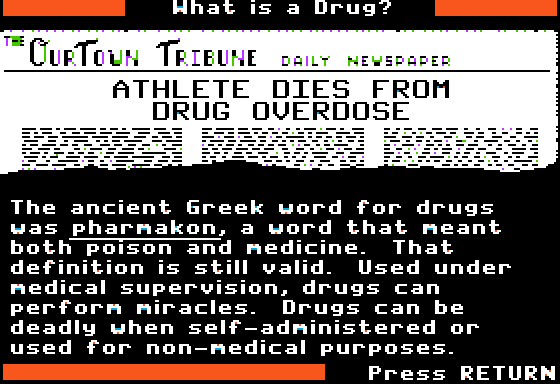 What is a Drug?
THE OURTOWN TRIBUNE DAILY NEWSPAPER
ATHLETE DIES FROM
DRUG OVERDOSE
The ancient Greek word for drugs
was pharmakon, a word that meant
both poison and medicine.  That
definition is still valid.  Used under
medical supervision, drugs can
perform miracles.  Drugs can be
deadly when self-administered or
used for non-medical purposes.
Press RETURN